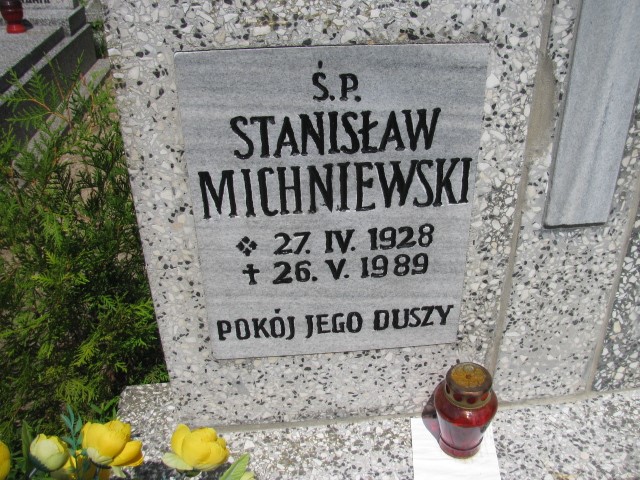 Ś.P.
STANISŁAW
MICHNIEWSKI
27. IV. 1928
✝ 26. V. 1989
POKÓJ JEGO DUSZY